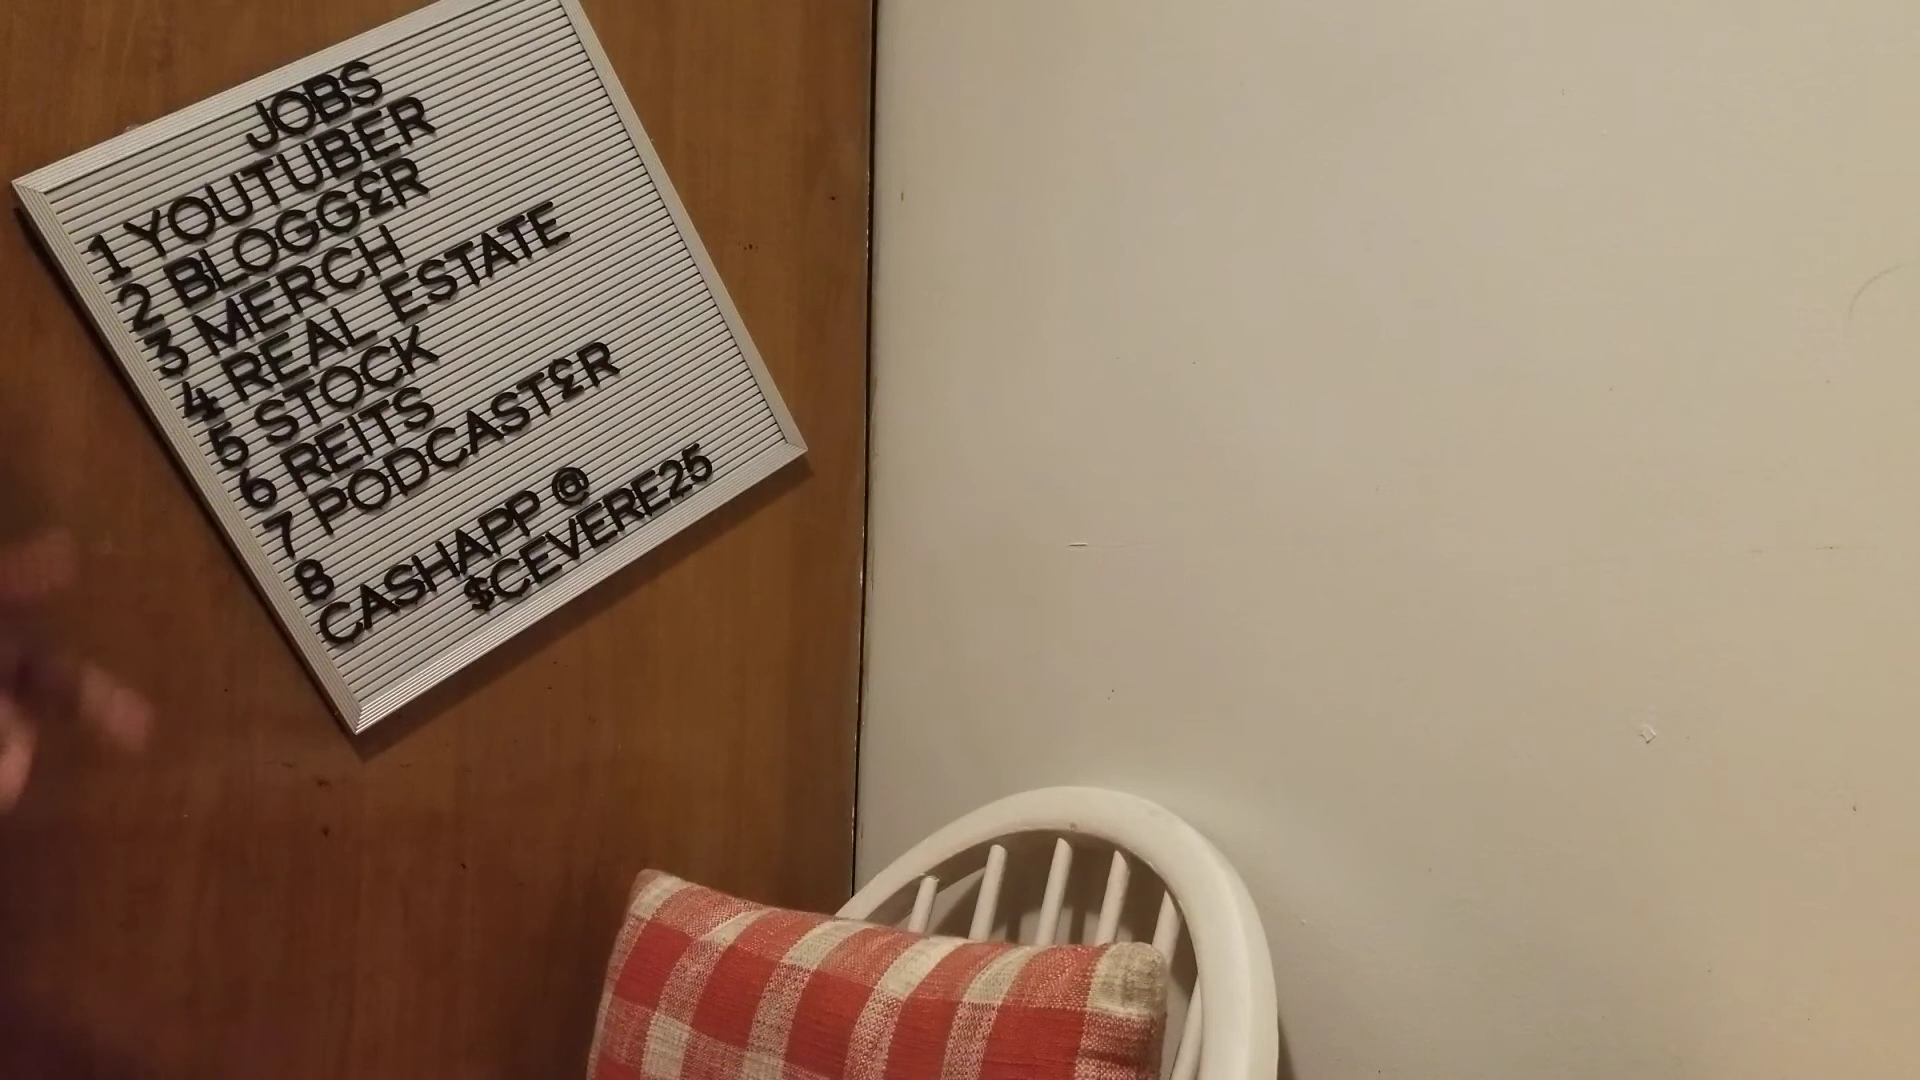 JOBS
1 YOUTUBER
2 BLOGG£R
3 MERCH
4 REAL ESTATE
5 STOCK
6 REITS
7 PODCAST£R
8
CASHAPP @
$CEVERE25